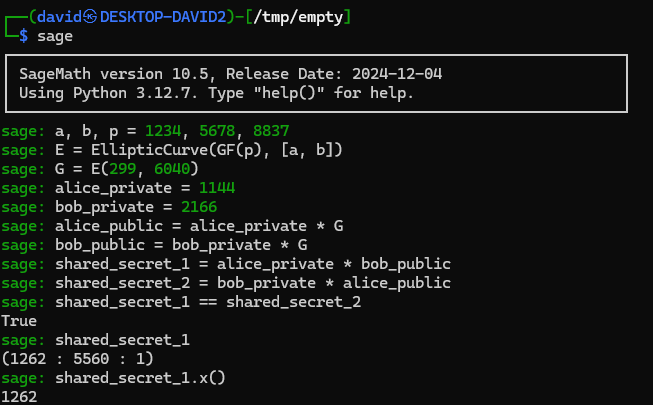 ┌──(david㉿DESKTOP-DAVID2)-[/tmp/empty]
└─$ sage
SageMath version 10.5, Release Date: 2024-12-04
Using Python 3.12.7. Type "help()" for help.
sage: a, b, p = 1234, 5678, 8837
sage: E = EllipticCurve(GF(p), [a, b])
sage: G = E(299, 6040)
sage: alice_private = 1144
sage: bob_private = 2166
sage: alice_public = alice_private * G
sage: bob_public = bob_private * G
sage: shared_secret_1 = alice_private * bob_public
sage: shared_secret_2 = bob_private * alice_public
sage: shared_secret_1 == shared_secret_2
True
sage: shared_secret_1
(1262 : 5560 : 1)
sage: shared_secret_1.x()
1262